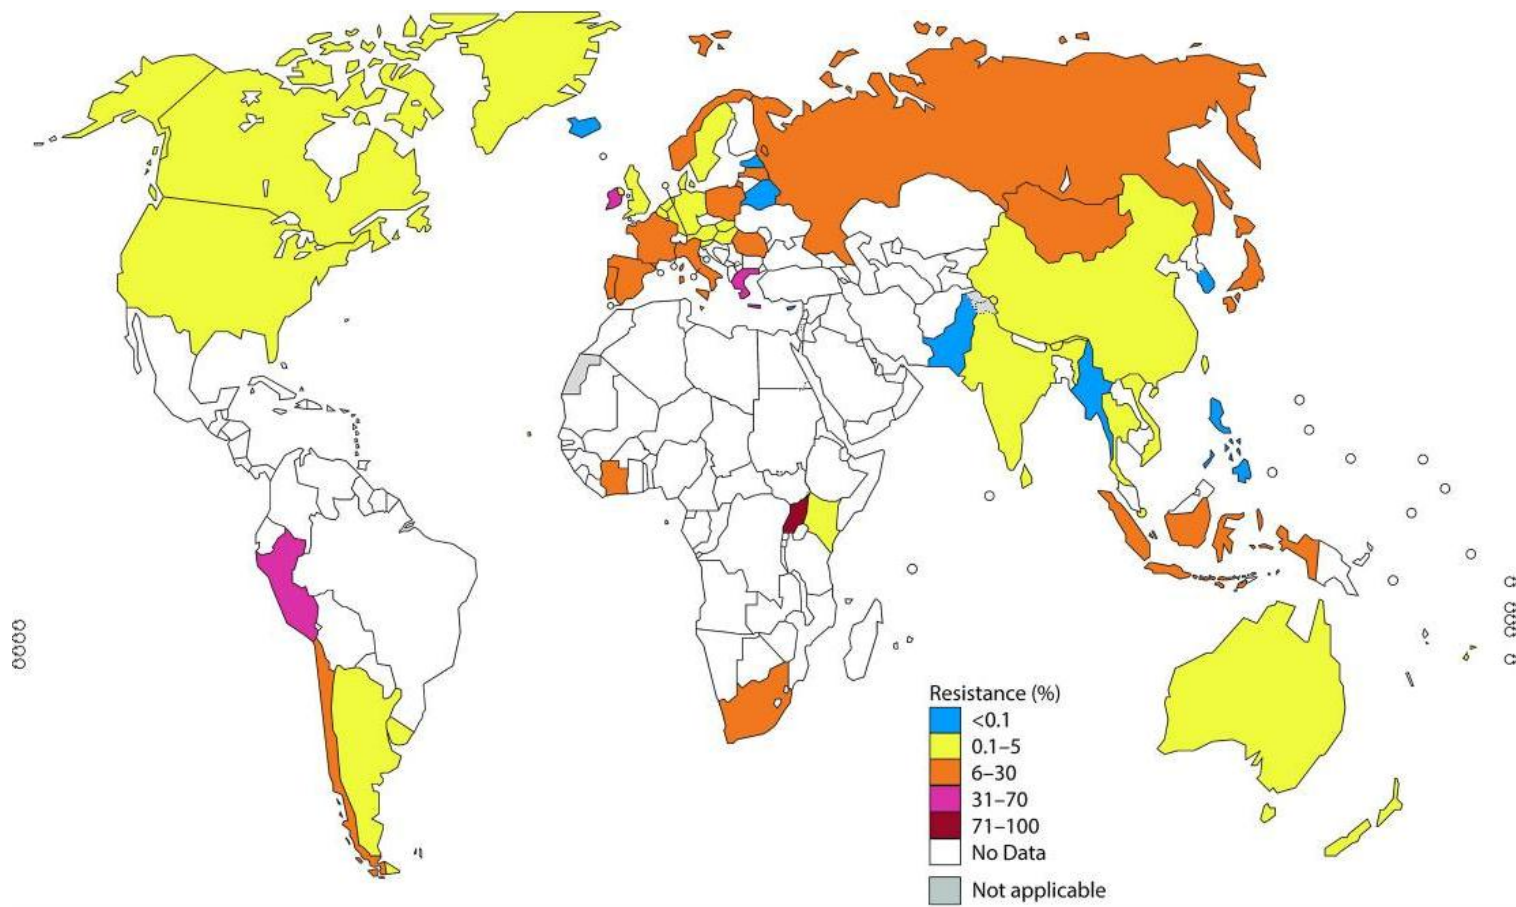 Resistance (%)
<0.1
0.1–5
6–30
31–70
71–100
No Data
Not applicable